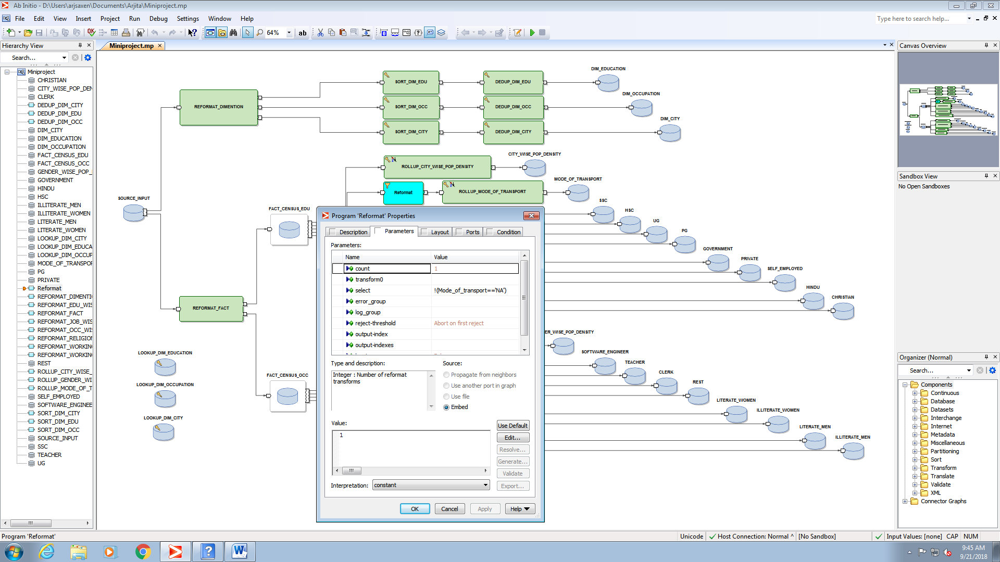 Ab Initio - D:\Users\arjsaxen\Documents\Arjita\Miniproject.mp
File Edit View Insert Project Run Debug Settings Window Help
Type here to search help...
64%
ab
Hierarchy View
Miniproject.mp
Canvas Overview
Search...
Miniproject
CHRISTIAN
CITY_WISE_POP_DEN
CLERK
DEDUP_DIM_CITY
DEDUP_DIM_EDU
DEDUP_DIM_OCC
DIM_CITY
DIM_EDUCATION
DIM_OCCUPATION
FACT_CENSUS_EDU
FACT_CENSUS_OCC
GENDER_WISE_POP_
GOVERNMENT
HINDU
HSC
ILLITERATE_MEN
ILLITERATE_WOMEN
LITERATE_MEN
LITERATE_WOMEN
LOOKUP_DIM_CITY
LOOKUP_DIM_EDUCA
LOOKUP_DIM_OCCUP
MODE_OF_TRANSPOR
PG
PRIVATE
Reformat
REFORMAT_DIMENTI
REFORMAT_EDU_WIS
REFORMAT_FACT
REFORMAT_JOB_WIS
REFORMAT_OCC_WI
REFORMAT_RELIGION
REFORMAT_WORKIN
REFORMAT_WORKIN
REST
ROLLUP_CITY_WISE_
ROLLUP_GENDER_WI
ROLLUP_MODE_OF_T
SELF_EMPLOYED
SOFTWARE_ENGINEE
SORT_DIM_CITY
SORT_DIM_EDU
SORT_DIM_OCC
SOURCE_INPUT
SSC
TEACHER
UG
DIM_EDUCATION
SORT_DIM_EDU
DEDUP_DIM_EDU
DIM_OCCUPATION
REFORMAT_DIMENTION
SORT_DIM_OCC
DEDUP_DIM_OCC
DIM_CITY
SORT_DIM_CITY
DEDUP_DIM_CITY
CITY_WISE_POP_DENSITY
ROLLUP_CITY_WISE_POP_DENSITY
MODE_OF_TRANSPORT
Reformat
ROLLUP_MODE_OF_TRANSPORT
SOURCE_INPUT
SSC
FACT_CENSUS_EDU
HSC
UG
PG
GOVERNMENT
PRIVATE
SELF_EMPLOYED
HINDU
CHRISTIAN
REFORMAT_FACT
ER_WISE_POP_DENSITY
SOFTWARE_ENGINEER
TEACHER
CLERK
REST
LITERATE_WOMEN
ILLITERATE_WOMEN
LITERATE_MEN
ILLITERATE_MEN
LOOKUP_DIM_EDUCATION
FACT_CENSUS_OCC
LOOKUP_DIM_OCCUPATION
LOOKUP_DIM_CITY
Program 'Reformat' Properties
Description Parameters Layout Ports Condition
Parameters:
Name Value
count 1
transform0
select !(Mode_of_transport=='NA')
error_group
log_group
reject-threshold Abort on first reject
output-index
output-indexes
Type and description:
Integer : Number of reformat
transforms
Source:
Propagate from neighbors
Use another port in graph
Use file
Embed
Value:
1
Use Default
Edit...
Resolve...
Generate...
Validate
Export...
Interpretation: constant
OK Cancel Apply Help
Sandbox View
No Open Sandboxes
Organizer (Normal)
Search...
Components
Continuous
Database
Datasets
Interchange
Internet
Metadata
Miscellaneous
Partitioning
Sort
Transform
Translate
Validate
XML
Connector Graphs
Program 'Reformat'
Unicode Host Connection: Normal ^ [No Sandbox] Input Values: [none] CAP NUM
9:45 AM
9/21/2018